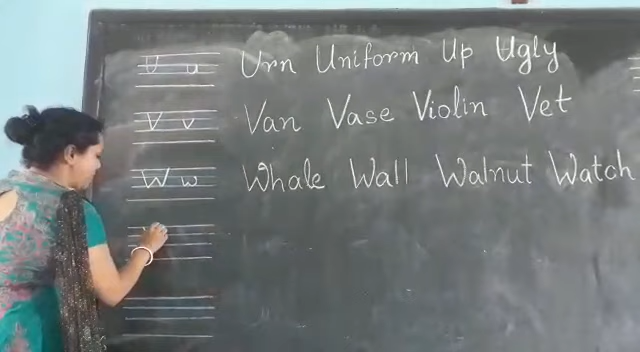 U u Urn Uniform Up Ugly
V v Van Vase Violin Vet
W w Whale Wall Walnut Watch